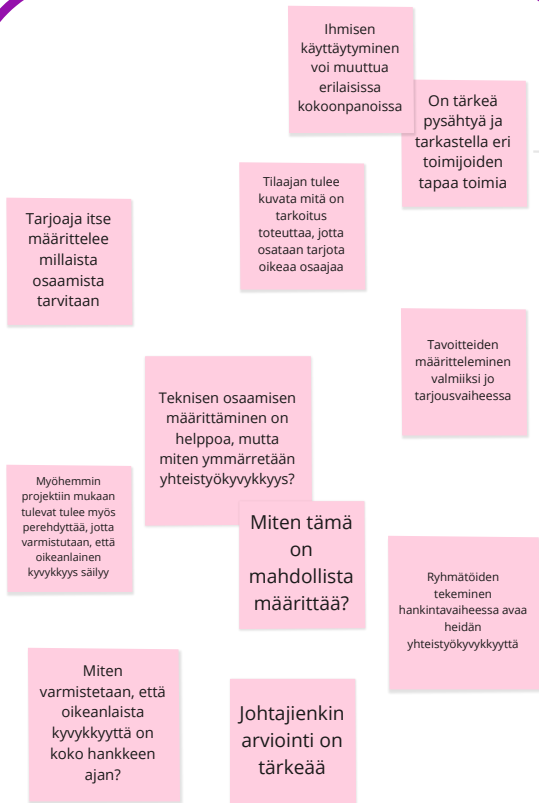 Ihmisen
käyttäytyminen
voi muuttua
erilaisissa
kokoonpanoissa
On tärkeä
pysähtyä ja
tarkastella eri
toimijoiden
tapaa toimia
Tilaajan tulee
kuvata mitä on
tarkoitus
toteuttaa, jotta
osataan tarjota
oikeaa osaajaa
Tarjoaja itse
määrittelee
millaista
osaamista
tarvitaan
Tavoitteiden
määritteleminen
valmiiksi jo
tarjousvaiheessa
Teknisen osaamisen
määrittäminen on
helppoa, mutta
miten ymmärretään
yhteistyökyvykkyys?
Myöhemmin
projektiin mukaan
tulevat tulee myös
perehdyttää, jotta
varmistutaan, että
oikeanlainen
kyvykkyys säilyy
Miten tämä
on
mahdollista
määrittää?
Ryhmätöiden
tekeminen
hankintavaiheessa avaa
heidän
yhteistyökyvykkyyttä
Miten
varmistetaan, että
oikeanlaista
kyvykkyyttä on
koko hankkeen
ajan?
Johtajienkin
arviointi on
tärkeää